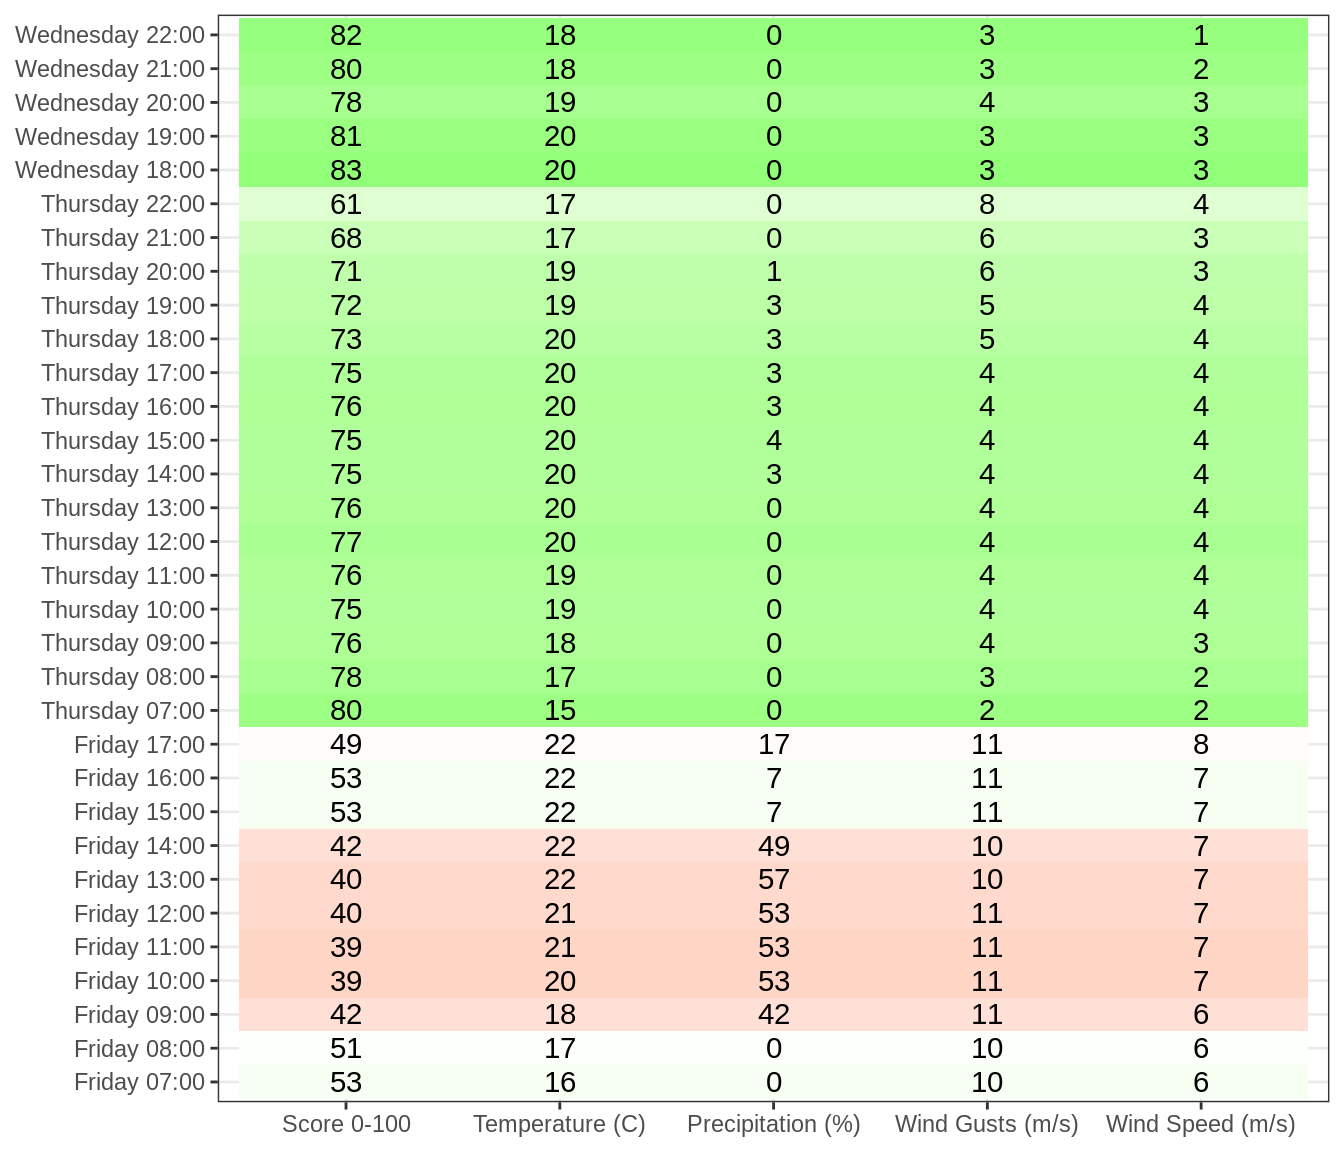 Wednesday 22:00 82 18 0 3 1
Wednesday 21:00 80 18 0 3 2
Wednesday 20:00 78 19 0 4 3
Wednesday 19:00 81 20 0 3 3
Wednesday 18:00 83 20 0 3 3
Thursday 22:00 61 17 0 8 4
Thursday 21:00 68 17 0 6 3
Thursday 20:00 71 19 1 6 3
Thursday 19:00 72 19 3 5 4
Thursday 18:00 73 20 3 5 4
Thursday 17:00 75 20 3 4 4
Thursday 16:00 76 20 3 4 4
Thursday 15:00 75 20 4 4 4
Thursday 14:00 75 20 3 4 4
Thursday 13:00 76 20 0 4 4
Thursday 12:00 77 20 0 4 4
Thursday 11:00 76 19 0 4 4
Thursday 10:00 75 19 0 4 4
Thursday 09:00 76 18 0 4 3
Thursday 08:00 78 17 0 3 2
Thursday 07:00 80 15 0 2 2
Friday 17:00 49 22 17 11 8
Friday 16:00 53 22 7 11 7
Friday 15:00 53 22 7 11 7
Friday 14:00 42 22 49 10 7
Friday 13:00 40 22 57 10 7
Friday 12:00 40 21 53 11 7
Friday 11:00 39 21 53 11 7
Friday 10:00 39 20 53 11 7
Friday 09:00 42 18 42 11 6
Friday 08:00 51 17 0 10 6
Friday 07:00 53 16 0 10 6
Score 0-100 Temperature (C) Precipitation (%) Wind Gusts (m/s) Wind Speed (m/s)